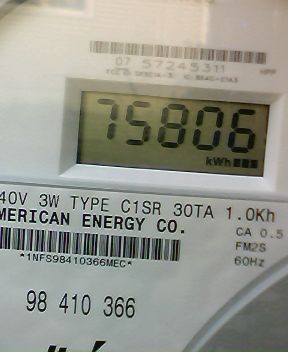 07 57245311
75806
kWh
40V 3W TYPE C1SR 30TA 1.0Kh
MERICAN ENERGY CO.
CA 0.5
FM2S
*1NFS98410366MEC*
60Hz
98 410 366